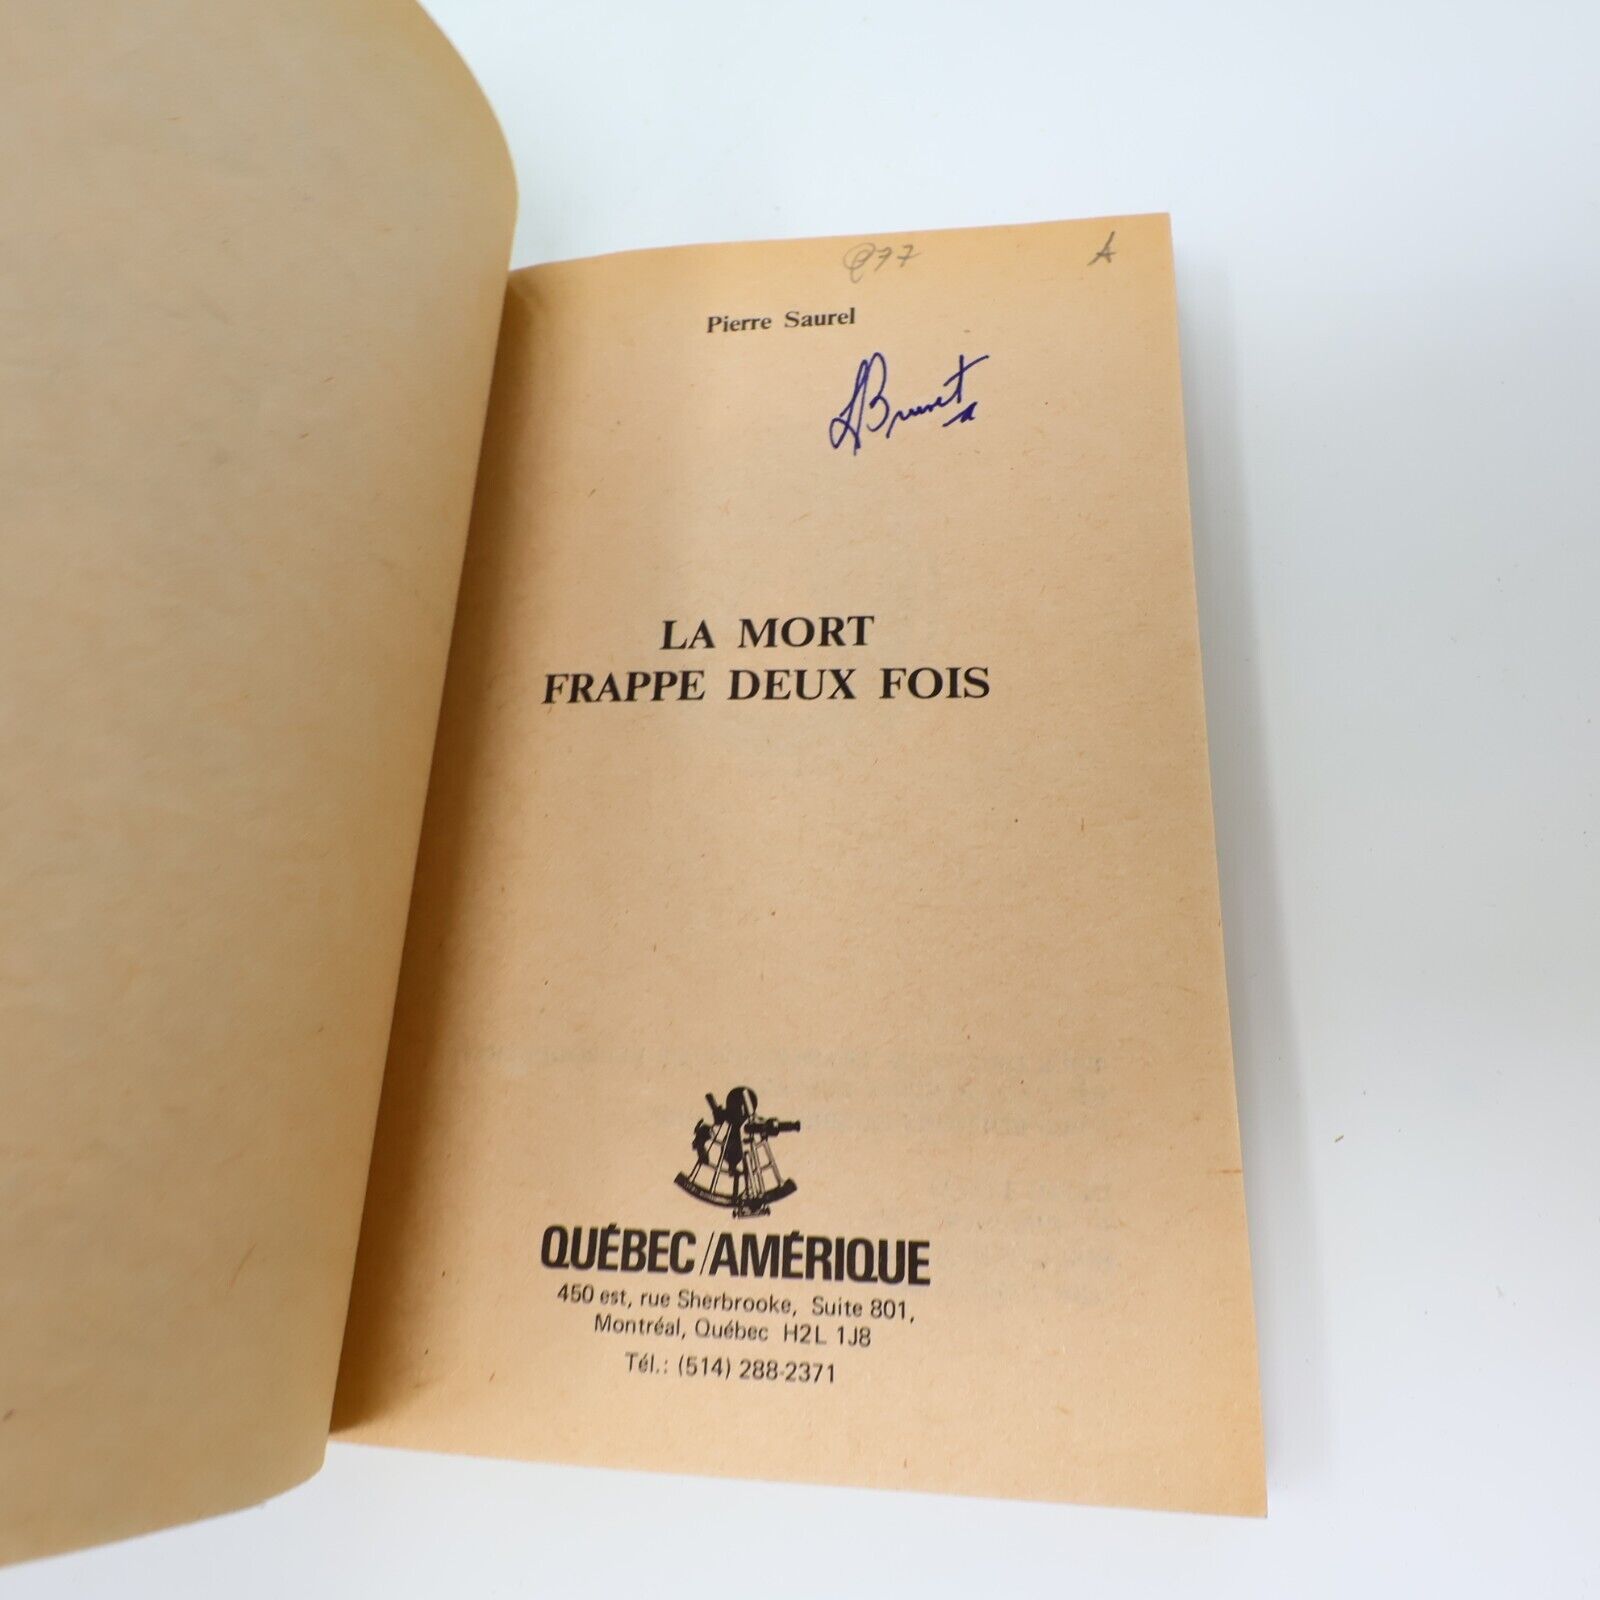 A
Pierre Saurel
Brunet
LA MORT
FRAPPE DEUX FOIS
QUÉBEC/AMÉRIQUE
450 est, rue Sherbrooke, Suite 801,
Montréal, Québec H2L 1J8
Tél.: (514) 288-2371